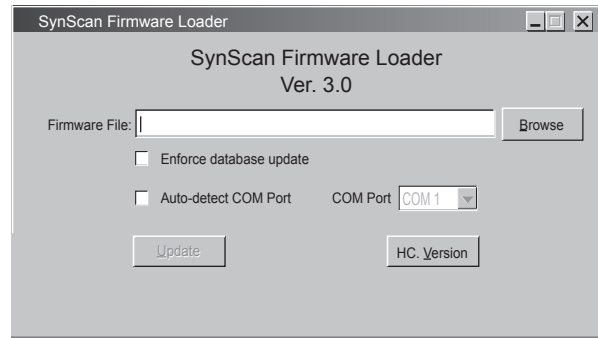 SynScan Firmware Loader
SynScan Firmware Loader
Ver. 3.0
Firmware File:
Browse
Enforce database update
Auto-detect COM Port COM Port COM 1
Update HC. Version